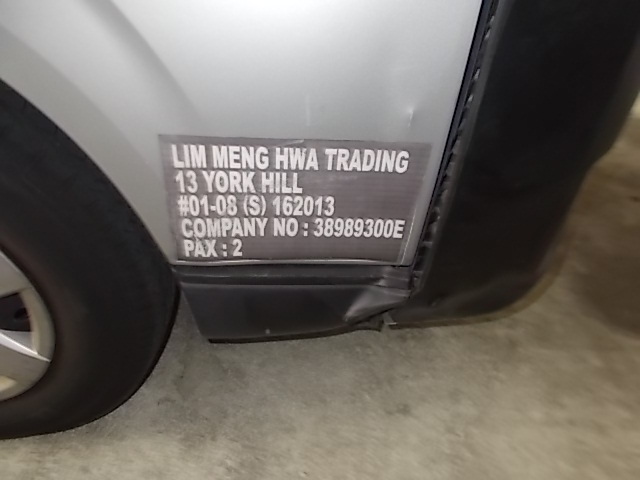 LIM MENG HWA TRADING
13 YORK HILL
#01-08 (S) 162013
COMPANY NO : 38989300E
PAX : 2